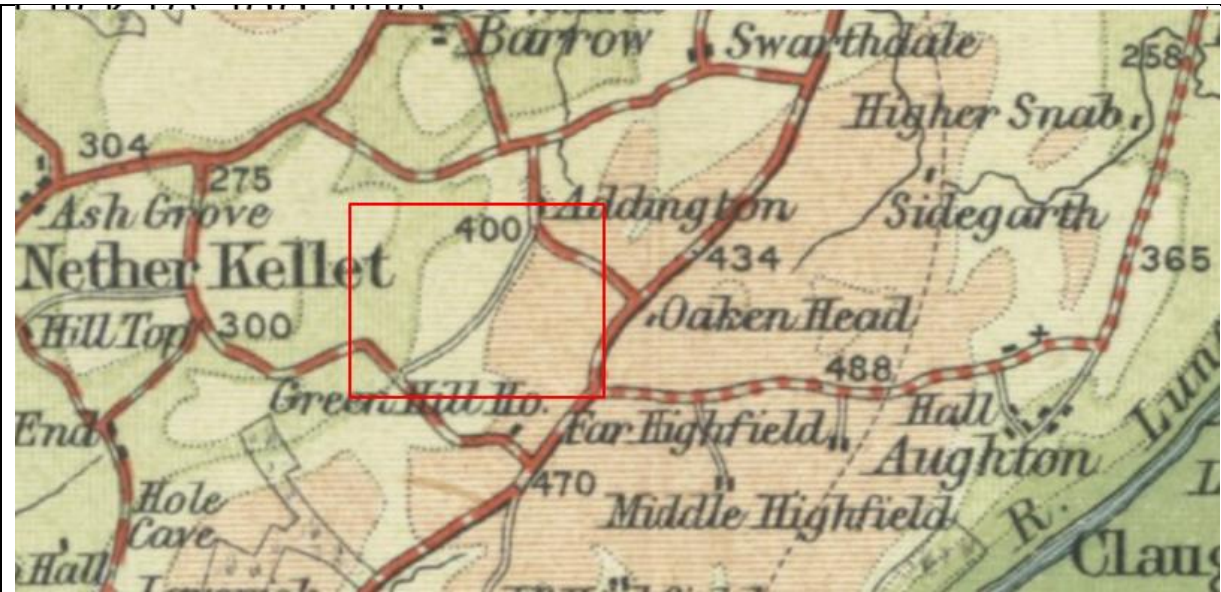 Barrow
Swarthdale
258
Higher Snab
304
275
Ash Grove
Addington
Sidegarth
400
Nether Kellet
434
365
Hill Top
300
Oaken Head
488
Green Hill Ho.
Hall
Lune
End
Far Highfield
Aughton
470
Hole
Cave
Middle Highfield
R.
Hall
Claug